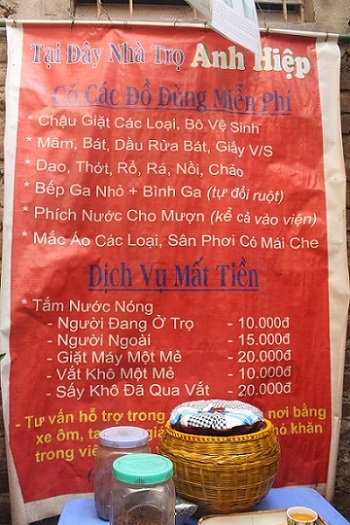 Tại Đây Nhà Trọ Anh Hiệp
Có Các Đồ Dùng Miễn Phí
* Chậu Giặt Các Loại, Bô Vệ Sinh
* Mâm, Bát, Dầu Rửa Bát, Giấy V/S
* Dao, Thớt, Rổ, Rá, Nồi, Chảo
* Bếp Ga Nhỏ + Bình Ga (tự đổi ruột)
* Phích Nước Cho Mượn (kể cả vào viện)
* Mắc Áo Các Loại, Sân Phơi Có Mái Che
Dịch Vụ Mất Tiền
* Tắm Nước Nóng
- Người Đang Ở Trọ - 10.000đ
- Người Ngoài - 15.000đ
- Giặt Máy Một Mẻ - 20.000đ
- Vắt Khô Một Mẻ - 10.000đ
- Sấy Khô Đã Qua Vắt - 20.000đ
- Tư vấn hỗ trợ trong nơi bằng
xe ôm, ta giá khăn
trong việ